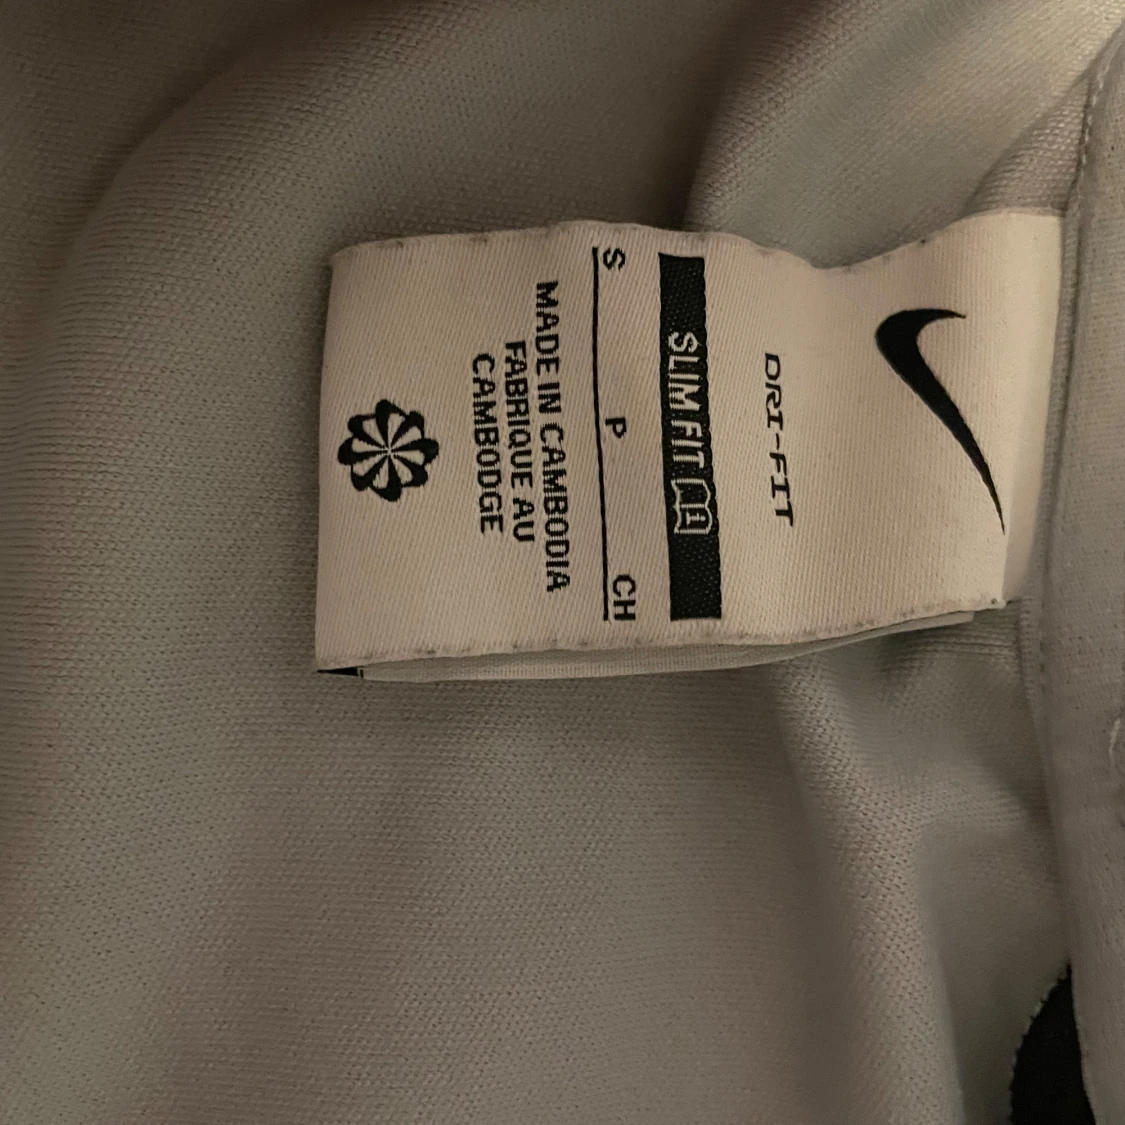 DRI-FIT
SLIM FIT
S P CH
MADE IN CAMBODIA
FABRIQUE AU
CAMBODGE